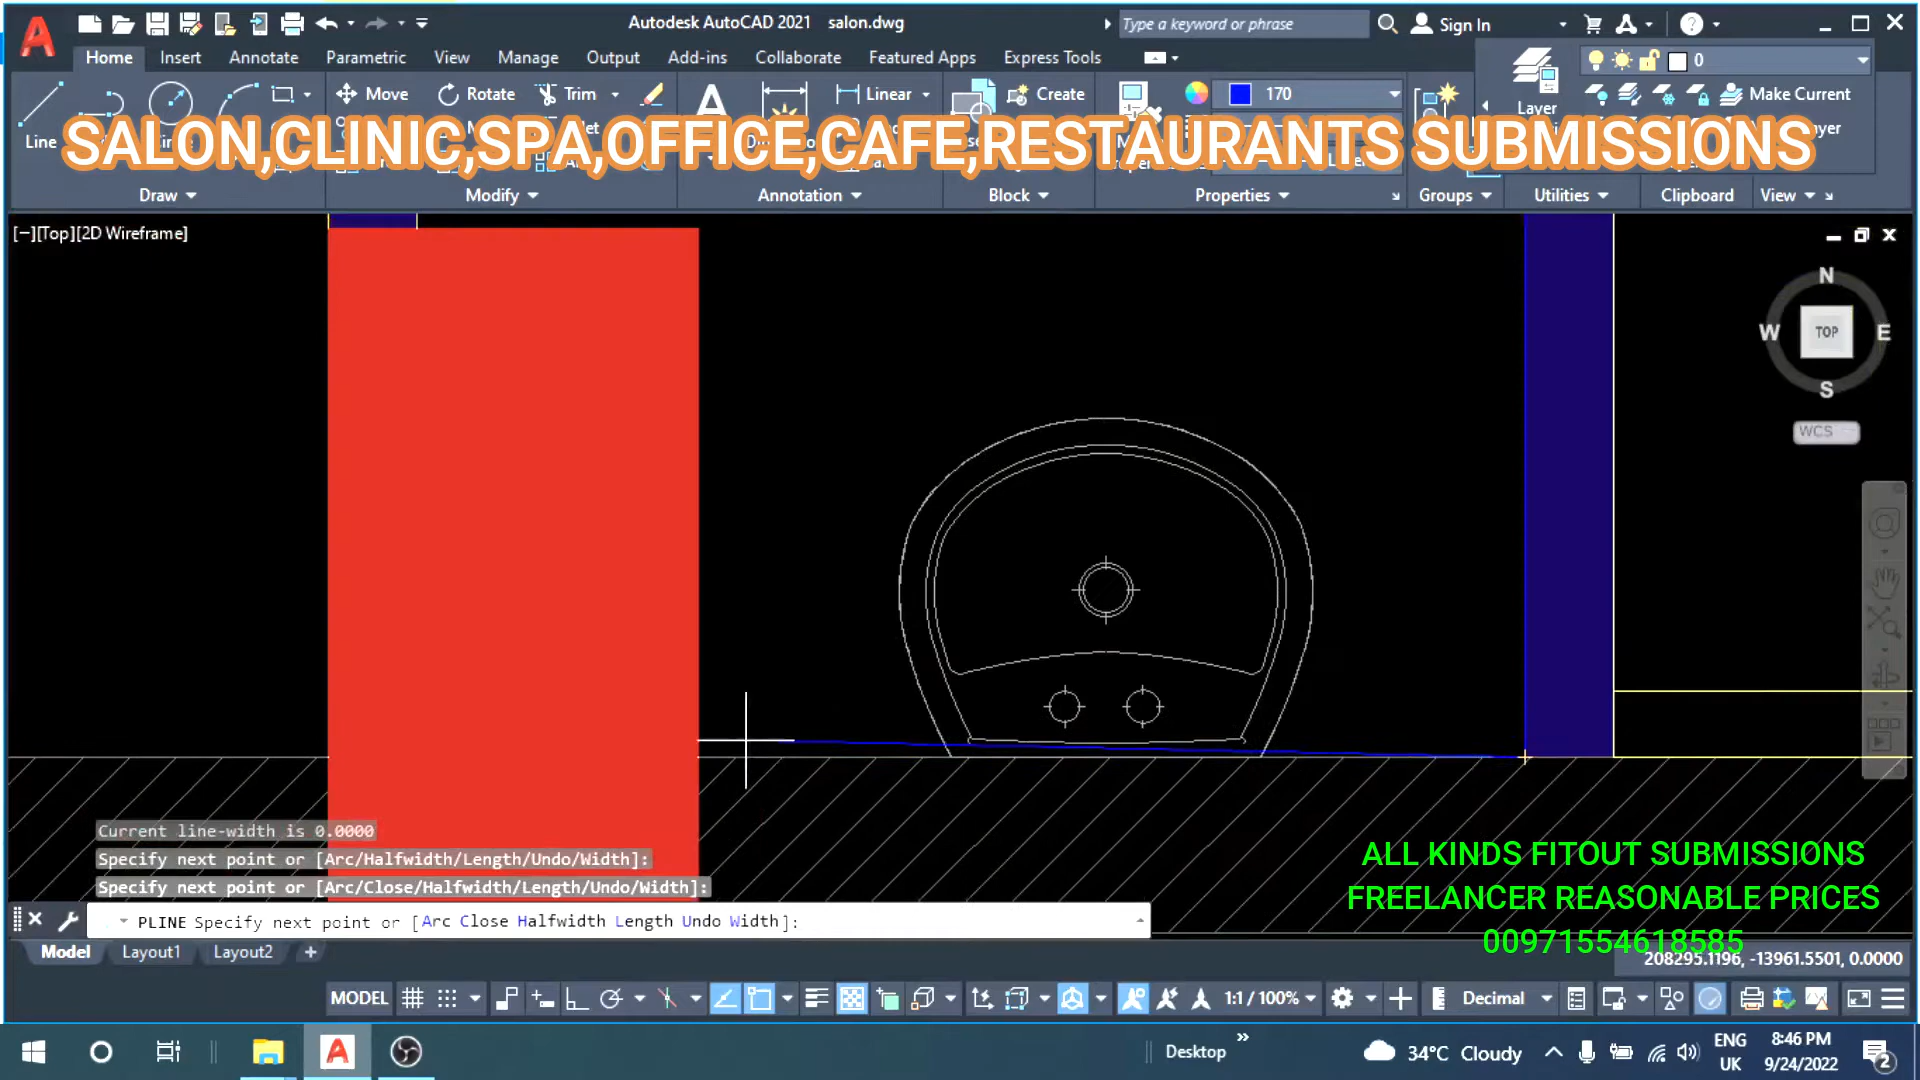 Autodesk AutoCAD 2021 salon.dwg
Type a keyword or phrase
Sign In
Home Insert Annotate Parametric View Manage Output Add-ins Collaborate Featured Apps Express Tools
0
Line
Move Rotate Trim
Linear
Create
170
Layer
Make Current
SALON,CLINIC,SPA,OFFICE,CAFE,RESTAURANTS SUBMISSIONS
Draw Modify Annotation Block Properties Groups Utilities Clipboard View
[−][Top][2D Wireframe]
N
W TOP E
S
WCS
Current line-width is 0.0000
Specify next point or [Arc/Halfwidth/Length/Undo/Width]:
Specify next point or [Arc/Close/Halfwidth/Length/Undo/Width]:
PLINE Specify next point or [Arc Close Halfwidth Length Undo Width]:
ALL KINDS FITOUT SUBMISSIONS
FREELANCER REASONABLE PRICES
00971554618585
Model Layout1 Layout2 +
208295.1196, -13961.5501, 0.0000
MODEL 1:1 / 100% Decimal
Desktop
34°C Cloudy
ENG
UK
8:46 PM
9/24/2022
2